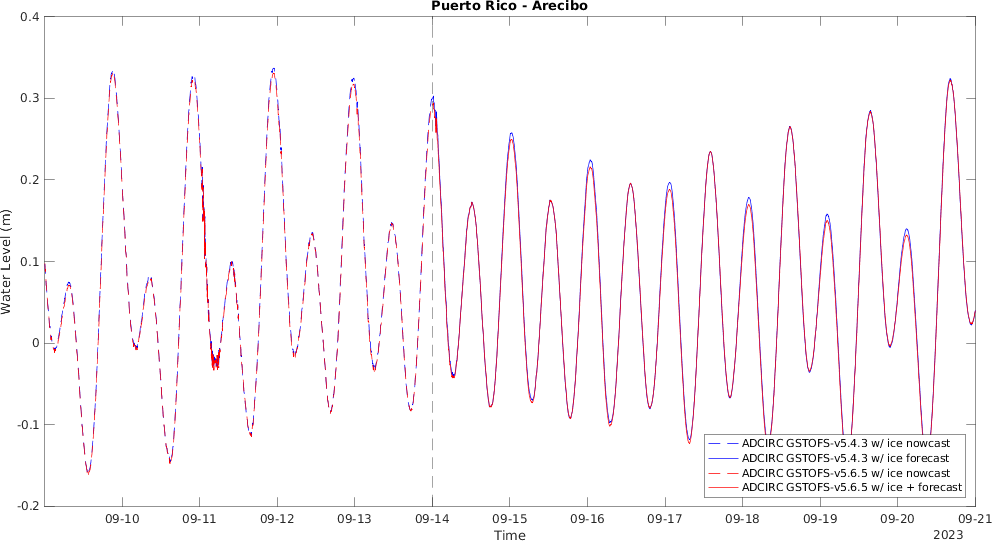 Puerto Rico - Arecibo
0.4
0.3
0.2
0.1
0
-0.1
-0.2
Water Level (m)
ADCIRC GSTOFS-v5.4.3 w/ ice nowcast
ADCIRC GSTOFS-v5.4.3 w/ ice forecast
ADCIRC GSTOFS-v5.6.5 w/ ice nowcast
ADCIRC GSTOFS-v5.6.5 w/ ice + forecast
09-10 09-11 09-12 09-13 09-14 09-15 09-16 09-17 09-18 09-19 09-20 09-21
Time
2023